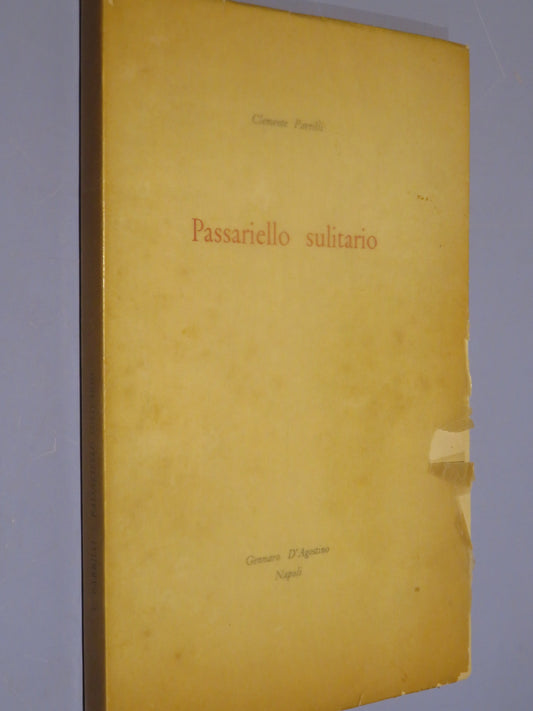 Clemente Parrilli
Passariello sulitario
Gennaro D'Agostino
Napoli